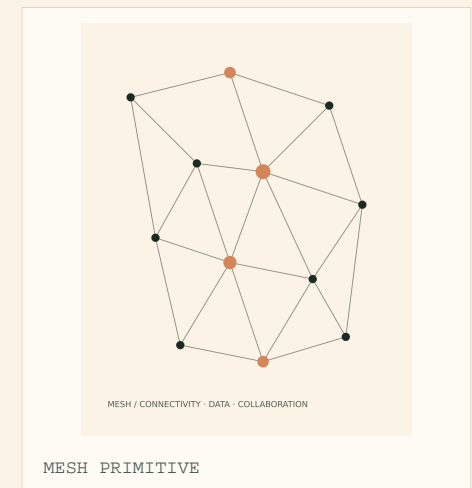 MESH / CONNECTIVITY · DATA · COLLABORATION
MESH PRIMITIVE